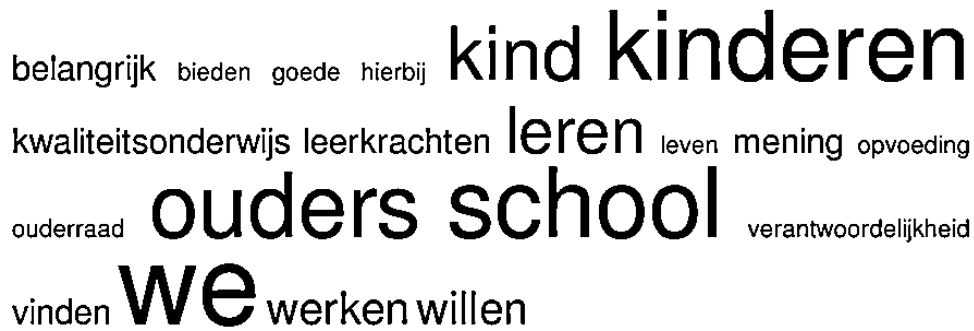 belangrijk bieden goede hierbij kind kinderen
kwaliteitsonderwijs leerkrachten leren leven mening opvoeding
ouderraad ouders school verantwoordelijkheid
vinden we werken willen